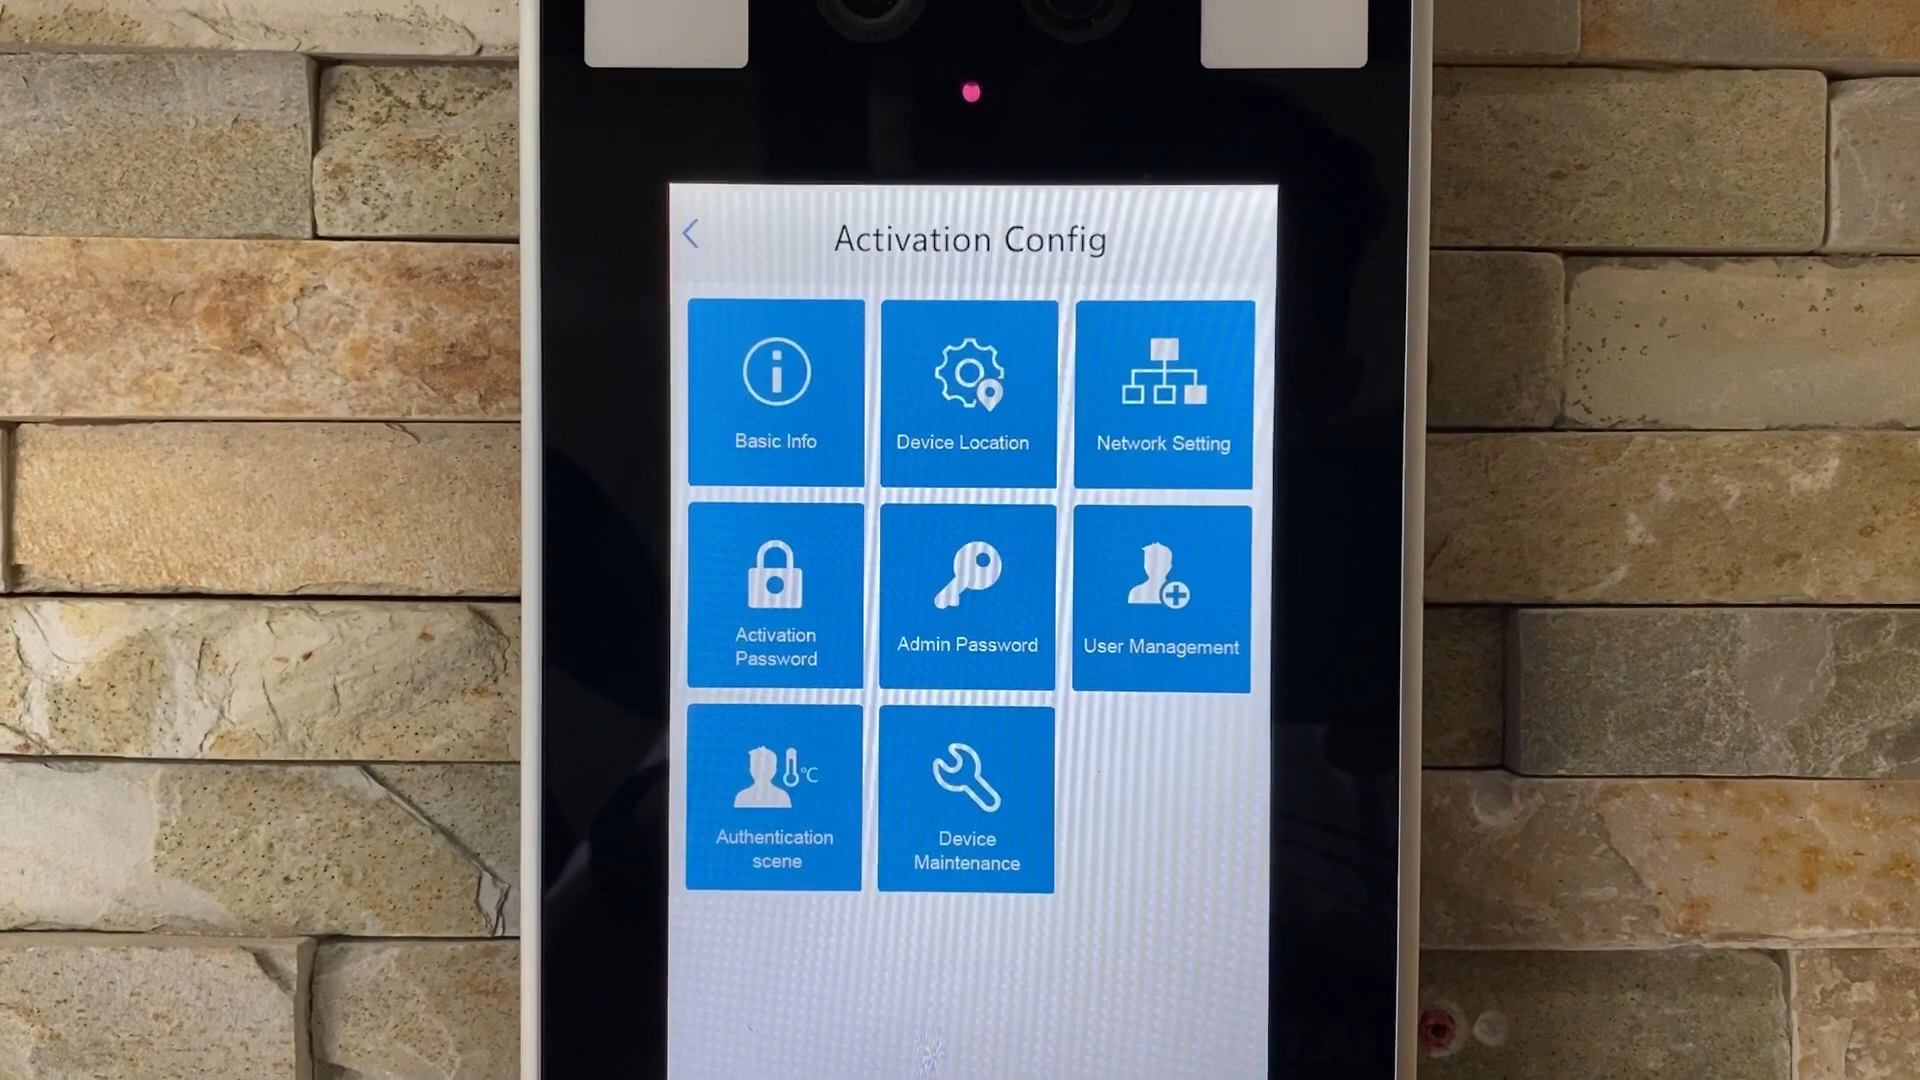 Activation Config
Basic Info
Device Location
Network Setting
Activation
Password
Admin Password
User Management
°C
Authentication
scene
Device
Maintenance